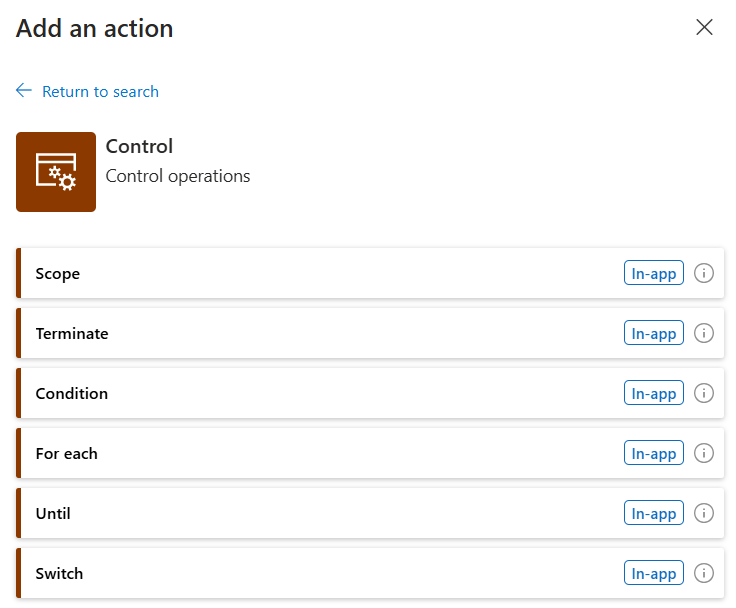 Add an action
Return to search
Control
Control operations
Scope In-app
Terminate In-app
Condition In-app
For each In-app
Until In-app
Switch In-app